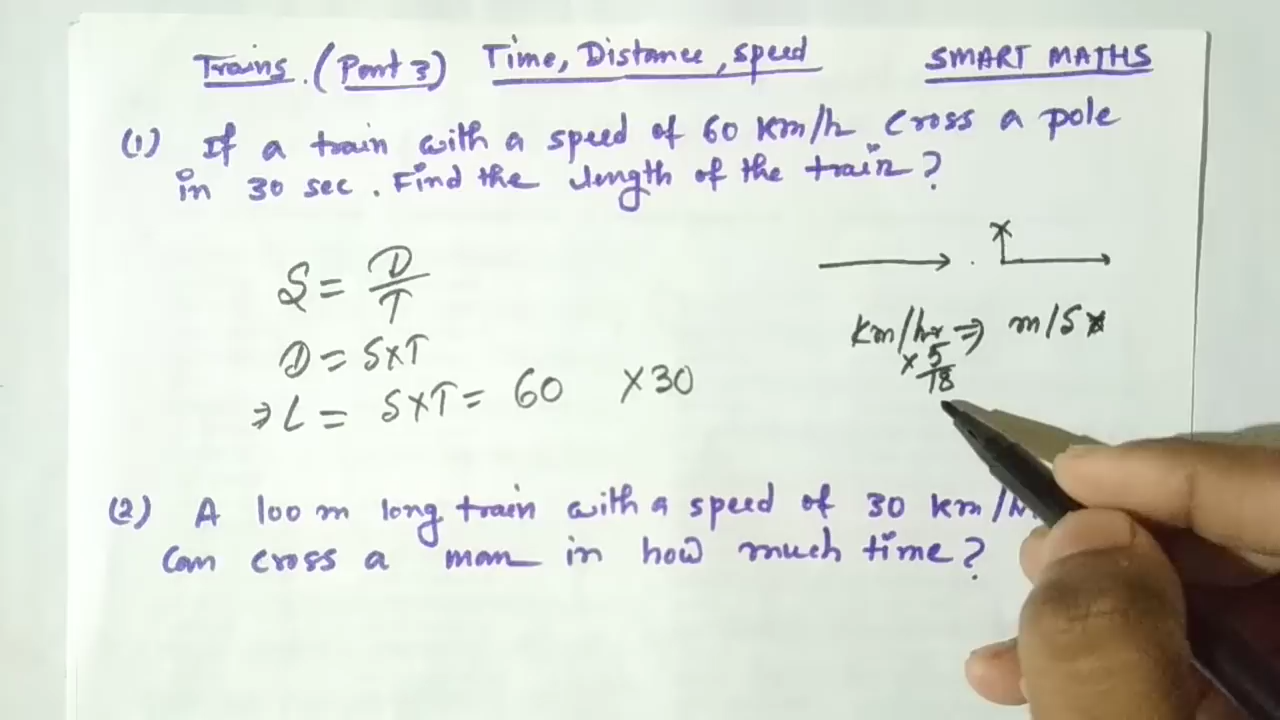 Trains. (Part 3) Time, Distance, speed SMART MATHS
(1) If a train with a speed of 60 Km/h cross a pole
in 30 sec. Find the length of the train?
S = D/T
D = S×T
⇒ L = S×T = 60 ×30
x
Km/hr ⇒ m/s
× 5/18
(2) A 100 m long train with a speed of 30 km/h
Can cross a man in how much time?